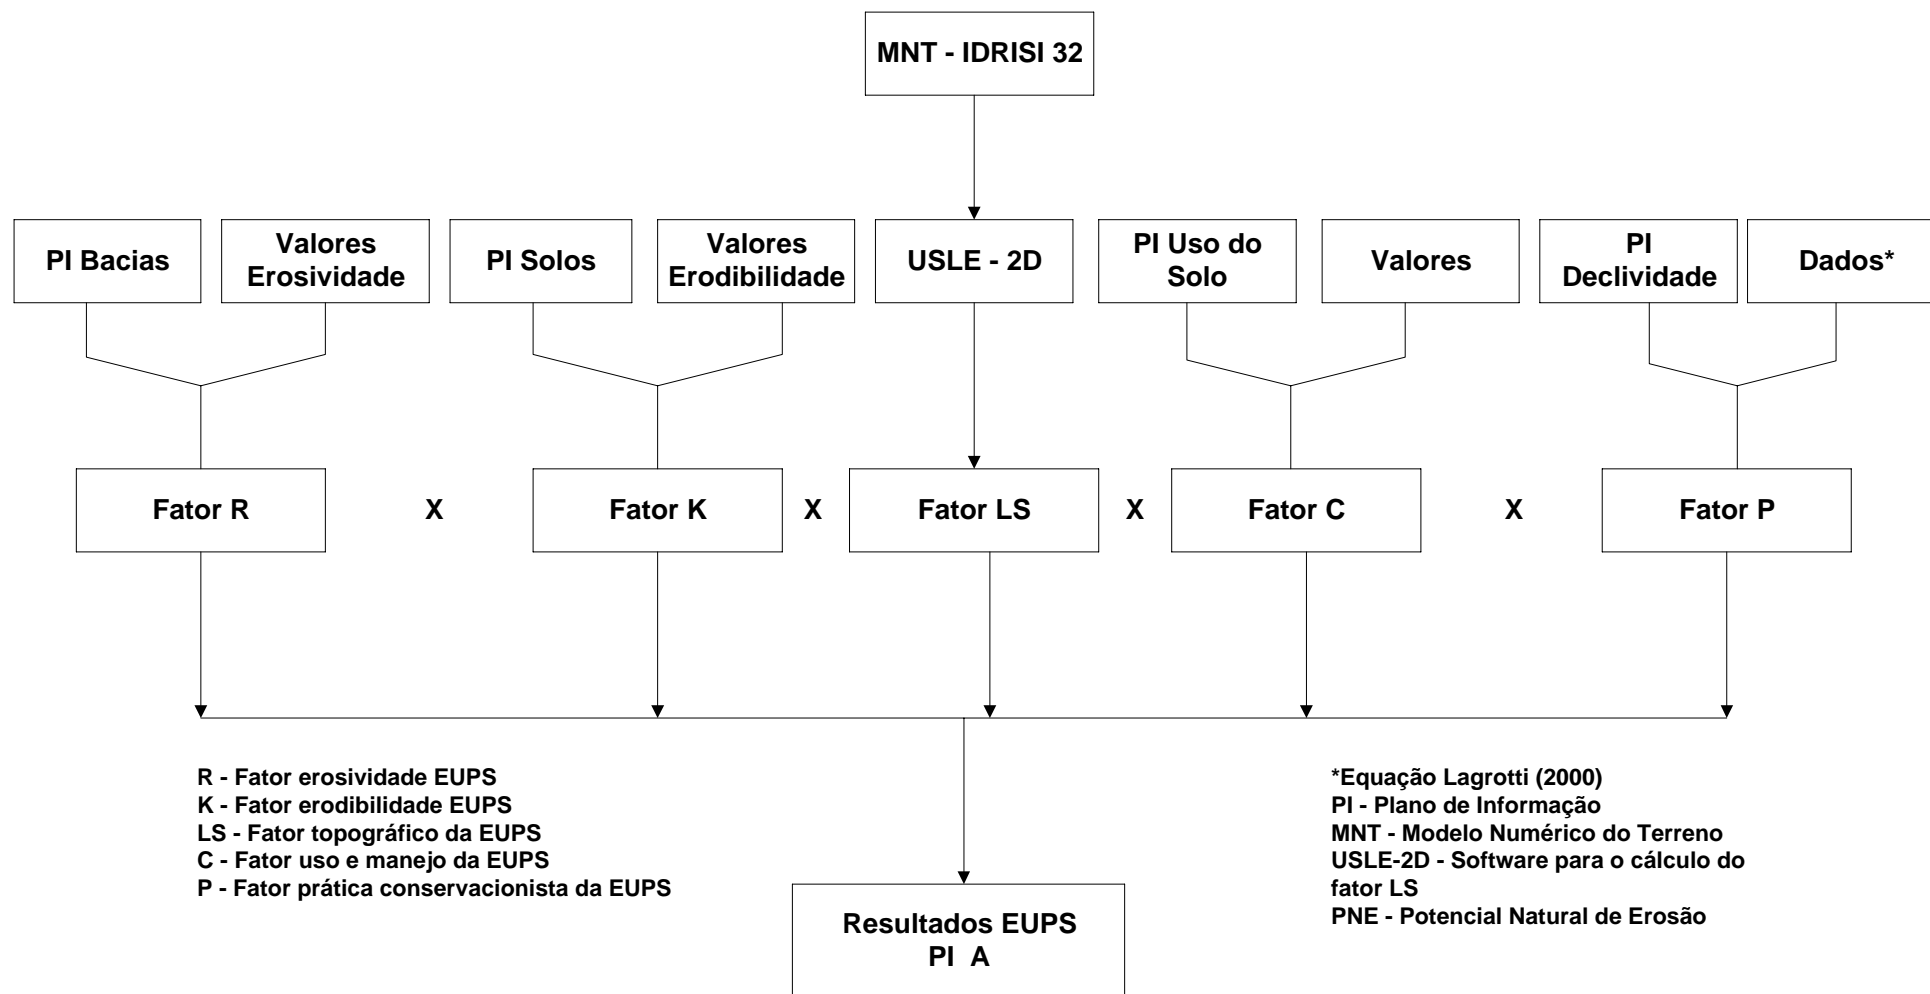 MNT - IDRISI 32
PI Bacias
Valores
Erosividade
PI Solos
Valores
Erodibilidade
USLE - 2D
PI Uso do
Solo
Valores
PI
Declividade
Dados*
Fator R
X
Fator K
X
Fator LS
X
Fator C
X
Fator P
R - Fator erosividade EUPS
K - Fator erodibilidade EUPS
LS - Fator topográfico da EUPS
C - Fator uso e manejo da EUPS
P - Fator prática conservacionista da EUPS
*Equação Lagrotti (2000)
PI - Plano de Informação
MNT - Modelo Numérico do Terreno
USLE-2D - Software para o cálculo do
fator LS
PNE - Potencial Natural de Erosão
Resultados EUPS
PI A